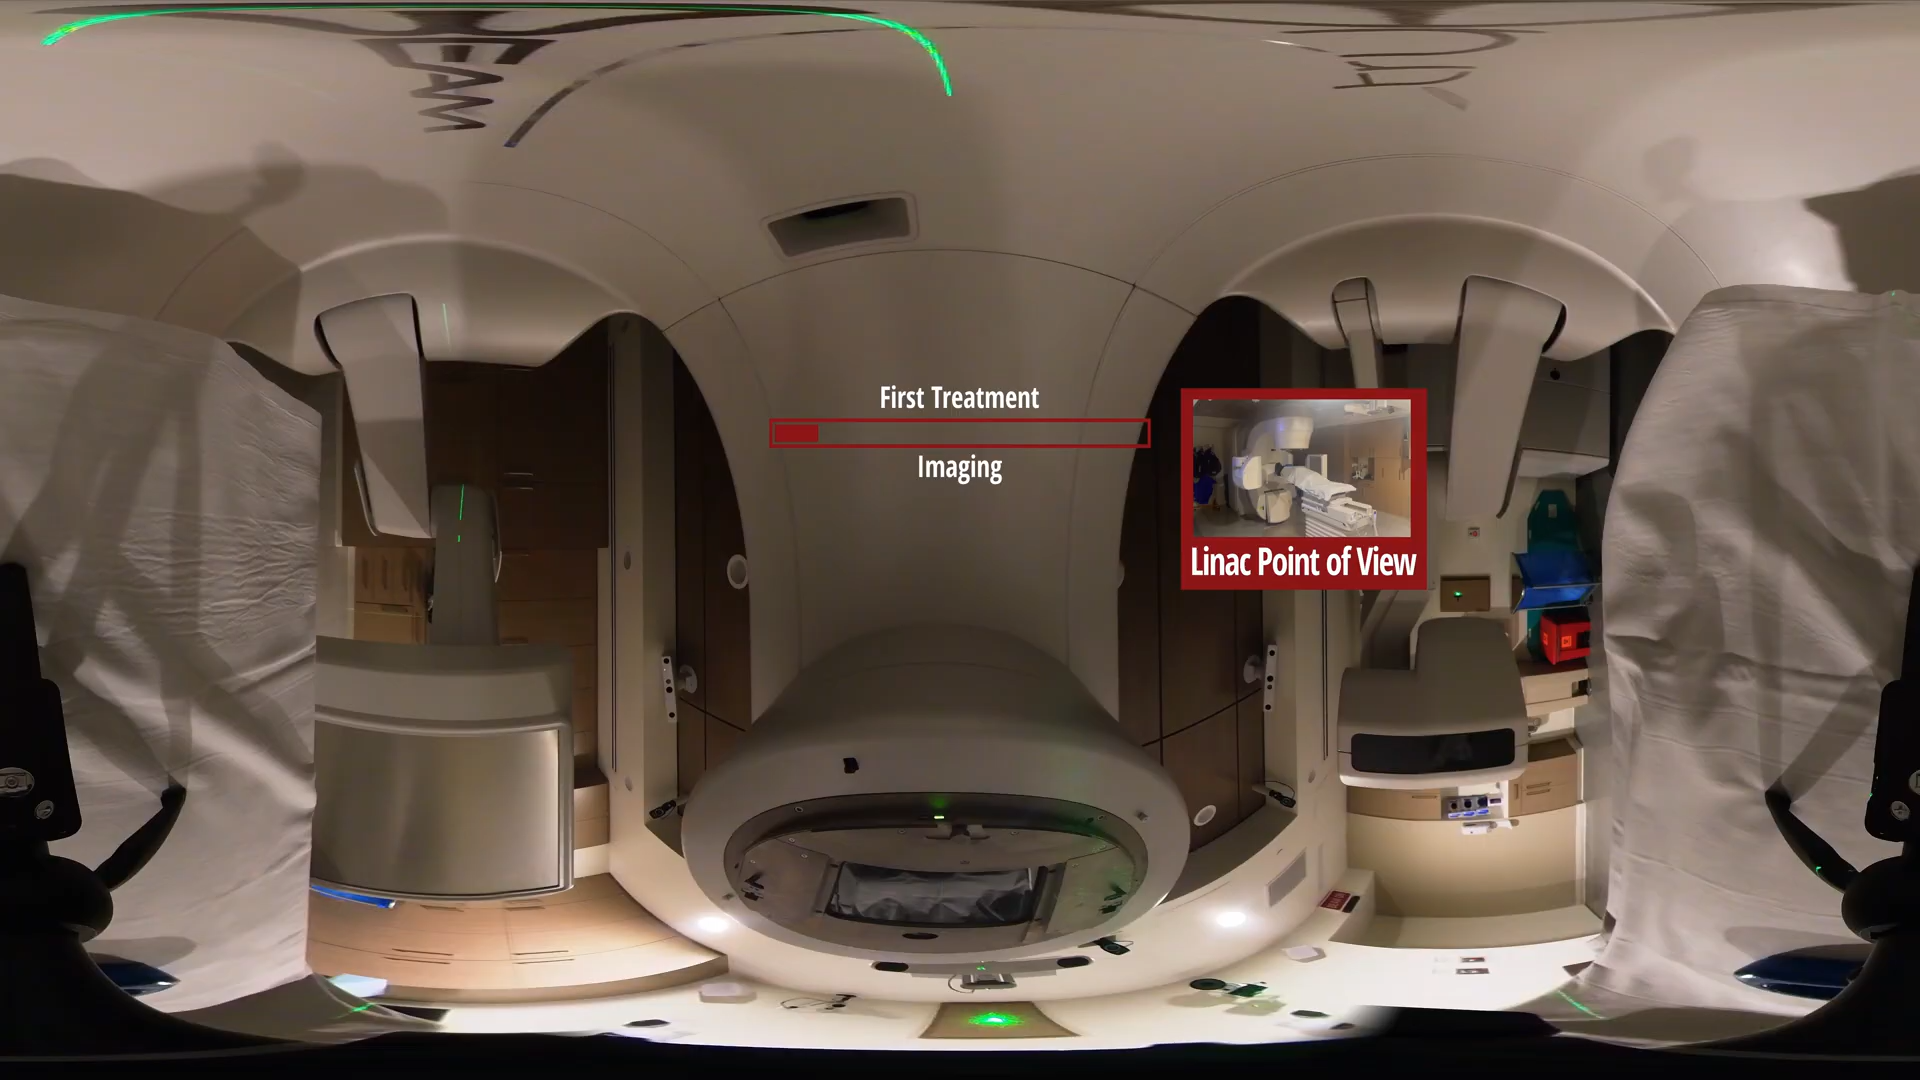 First Treatment
Imaging
Linac Point of View